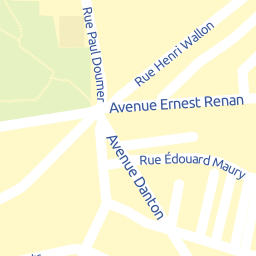 Rue Paul Doumer
Rue Henri Wallon
Avenue Ernest Renan
Rue Édouard Maury
Avenue Danton